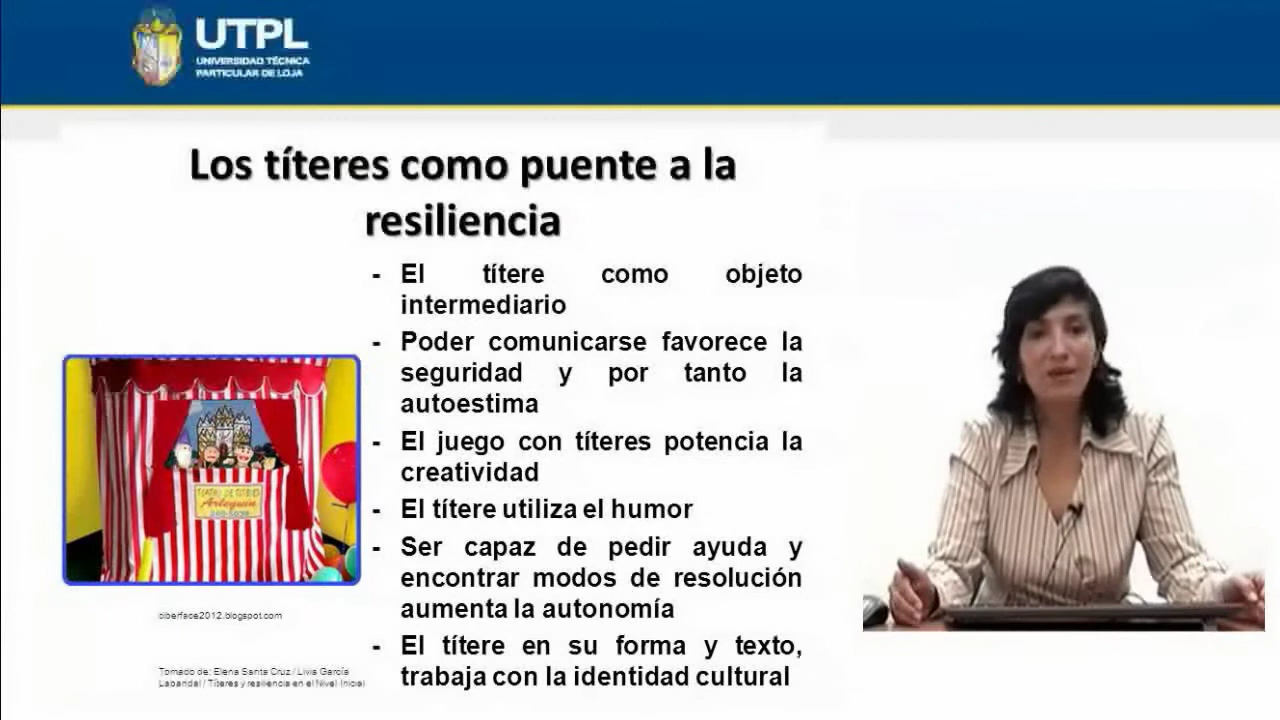 UTPL
UNIVERSIDAD TÉCNICA
PARTICULAR DE LOJA
Los títeres como puente a la
resiliencia
- El títere como objeto
intermediario
- Poder comunicarse favorece la
seguridad y por tanto la
autoestima
- El juego con títeres potencia la
creatividad
- El títere utiliza el humor
- Ser capaz de pedir ayuda y
encontrar modos de resolución
aumenta la autonomía
- El títere en su forma y texto,
trabaja con la identidad cultural
TEATRO DE TITERES
Arlequin
ciberface2012.blogspot.com
Tomado de: Elena Santa Cruz / Livia García
Labandal / Títeres y resiliencia en el Nivel Inicial